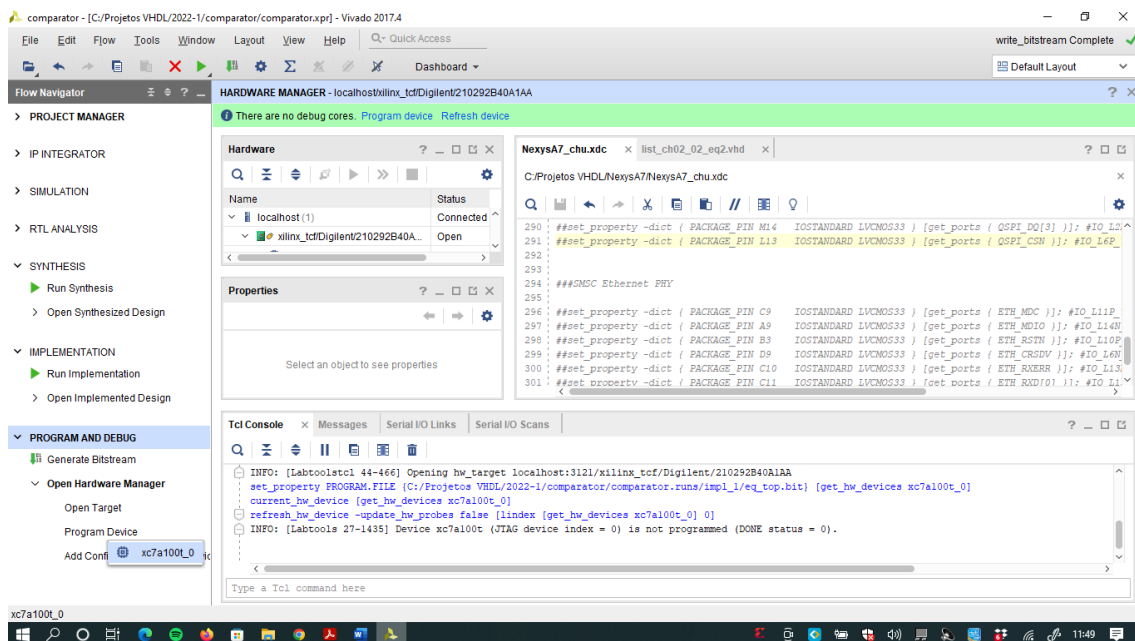 comparator - [C:/Projetos VHDL/2022-1/comparator/comparator.xpr] - Vivado 2017.4
File Edit Flow Tools Window Layout View Help Q- Quick Access
write_bitstream Complete
Dashboard
Default Layout
Flow Navigator
HARDWARE MANAGER - localhost/xilinx_tcf/Digilent/210292B40A1AA
There are no debug cores. Program device Refresh device
PROJECT MANAGER
IP INTEGRATOR
SIMULATION
RTL ANALYSIS
SYNTHESIS
Run Synthesis
Open Synthesized Design
IMPLEMENTATION
Run Implementation
Open Implemented Design
PROGRAM AND DEBUG
Generate Bitstream
Open Hardware Manager
Open Target
Program Device
Add Confi
xc7a100t_0
Hardware
Name Status
localhost (1) Connected
xilinx_tcf/Digilent/210292B40A... Open
Properties
Select an object to see properties
NexysA7_chu.xdc list_ch02_02_eq2.vhd
C:/Projetos VHDL/NexysA7/NexysA7_chu.xdc
290 ##set_property -dict { PACKAGE_PIN M14 IOSTANDARD LVCMOS33 } [get_ports { QSPI_DQ[3] }]; #IO_L2
291 ##set_property -dict { PACKAGE_PIN L13 IOSTANDARD LVCMOS33 } [get_ports { QSPI_CSN }]; #IO_L6P_
292
293
294 ###SMSC Ethernet PHY
295
296 ##set_property -dict { PACKAGE_PIN C9 IOSTANDARD LVCMOS33 } [get_ports { ETH_MDC }]; #IO_L11P_
297 ##set_property -dict { PACKAGE_PIN A9 IOSTANDARD LVCMOS33 } [get_ports { ETH_MDIO }]; #IO_L14N
298 ##set_property -dict { PACKAGE_PIN B3 IOSTANDARD LVCMOS33 } [get_ports { ETH_RSTN }]; #IO_L10P
299 ##set_property -dict { PACKAGE_PIN D9 IOSTANDARD LVCMOS33 } [get_ports { ETH_CRSDV }]; #IO_L6N
300 ##set_property -dict { PACKAGE_PIN C10 IOSTANDARD LVCMOS33 } [get_ports { ETH_RXERR }]; #IO_L13
301 ##set_property -dict { PACKAGE_PIN C11 IOSTANDARD LVCMOS33 } [get_ports { ETH_RXD[0] }]; #IO_L1
Tcl Console Messages Serial I/O Links Serial I/O Scans
INFO: [Labtoolstcl 44-466] Opening hw_target localhost:3121/xilinx_tcf/Digilent/210292B40A1AA
set_property PROGRAM.FILE {C:/Projetos VHDL/2022-1/comparator/comparator.runs/impl_1/eq_top.bit} [get_hw_devices xc7a100t_0]
current_hw_device [get_hw_devices xc7a100t_0]
refresh_hw_device -update_hw_probes false [lindex [get_hw_devices xc7a100t_0] 0]
INFO: [Labtools 27-1435] Device xc7a100t (JTAG device index = 0) is not programmed (DONE status = 0).
Type a Tcl command here
xc7a100t_0
11:49